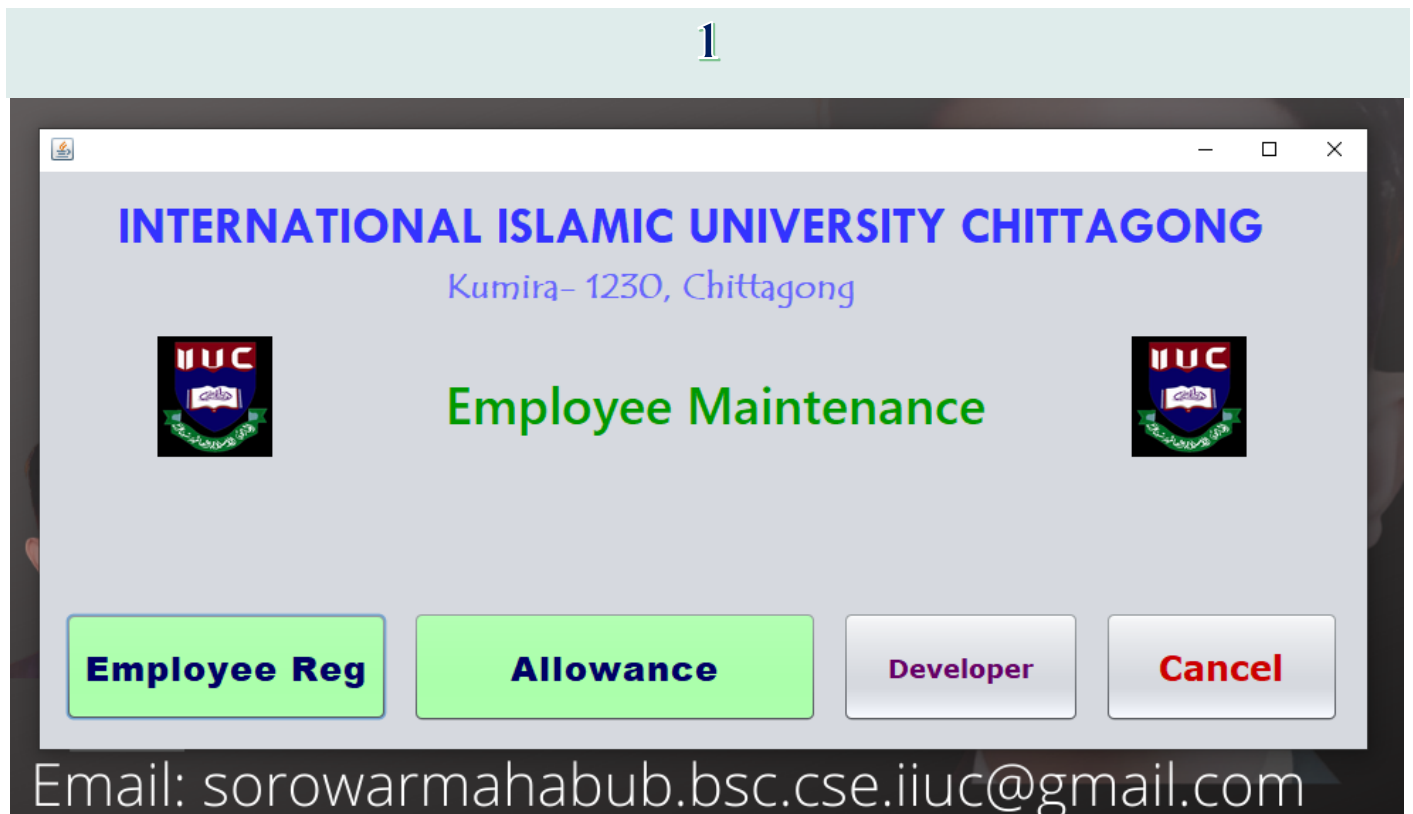 1
INTERNATIONAL ISLAMIC UNIVERSITY CHITTAGONG
Kumira- 1230, Chittagong
IIUC
IIUC
Employee Maintenance
Employee Reg
Allowance
Developer
Cancel
Email: sorowarmahabub.bsc.cse.iiuc@gmail.com